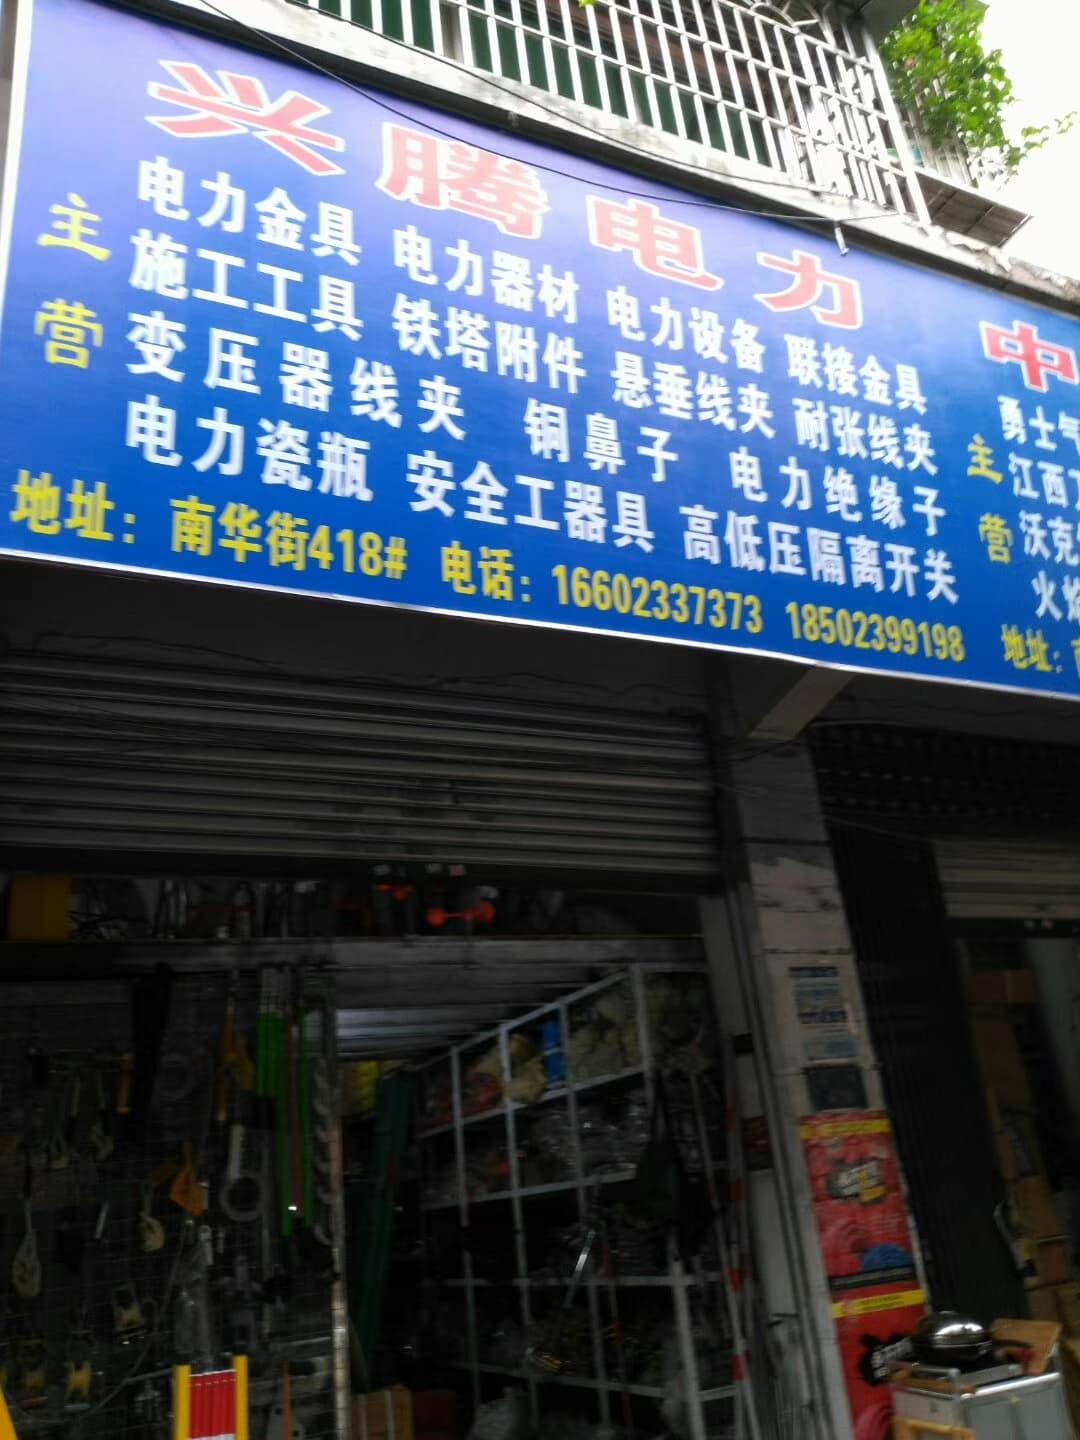 兴腾电力
主营
电力金具 电力器材 电力设备 联接金具
施工工具 铁塔附件 悬垂线夹 耐张线夹
变压器线夹 铜鼻子 电力绝缘子
电力瓷瓶 安全工器具 高低压隔离开关
地址：南华街418# 电话：16602337373 18502399198
中
主营
勇士气
江西
沃克
火焰
地址：南